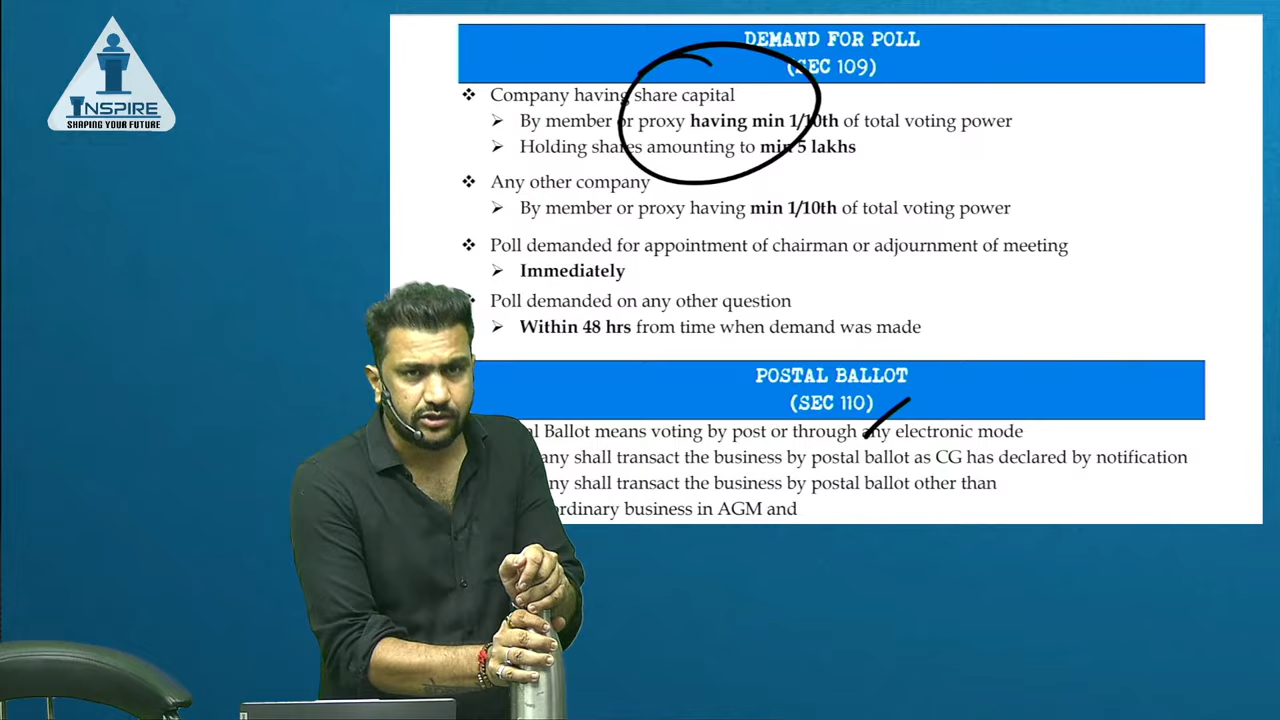 INSPIRE
SHAPING YOUR FUTURE
DEMAND FOR POLL
(SEC 109)
❖ Company having share capital
➢ By member or proxy having min 1/10th of total voting power
➢ Holding shares amounting to min 5 lakhs
❖ Any other company
➢ By member or proxy having min 1/10th of total voting power
❖ Poll demanded for appointment of chairman or adjournment of meeting
➢ Immediately
Poll demanded on any other question
➢ Within 48 hrs from time when demand was made
POSTAL BALLOT
(SEC 110)
Ballot means voting by post or through any electronic mode
shall transact the business by postal ballot as CG has declared by notification
shall transact the business by postal ballot other than
ordinary business in AGM and